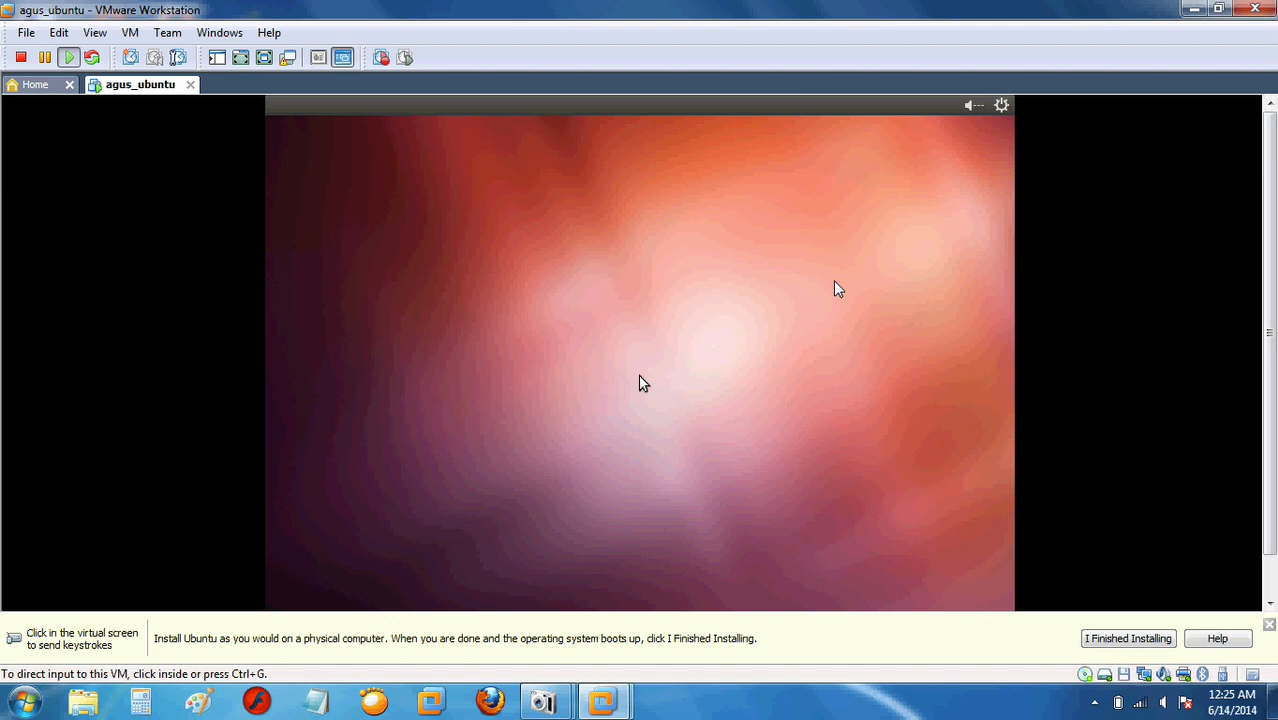 agus_ubuntu - VMware Workstation
File Edit View VM Team Windows Help
Home agus_ubuntu
Click in the virtual screen
to send keystrokes
Install Ubuntu as you would on a physical computer. When you are done and the operating system boots up, click I Finished Installing.
I Finished Installing Help
To direct input to this VM, click inside or press Ctrl+G.
12:25 AM
6/14/2014